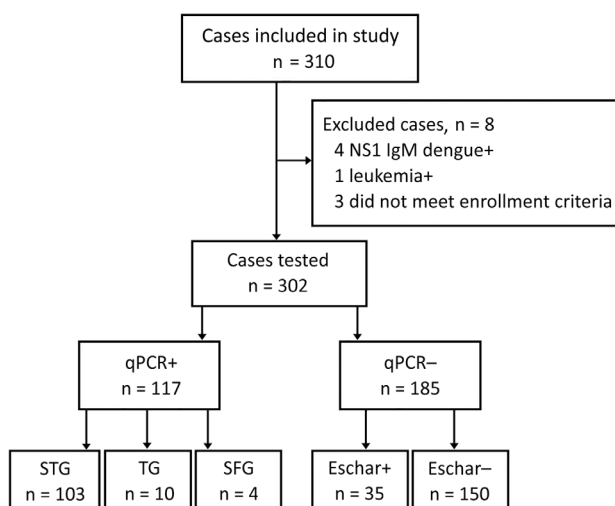 Cases included in study
n = 310
Excluded cases, n = 8
4 NS1 IgM dengue+
1 leukemia+
3 did not meet enrollment criteria
Cases tested
n = 302
qPCR+
n = 117
qPCR–
n = 185
STG
n = 103
TG
n = 10
SFG
n = 4
Eschar+
n = 35
Eschar–
n = 150